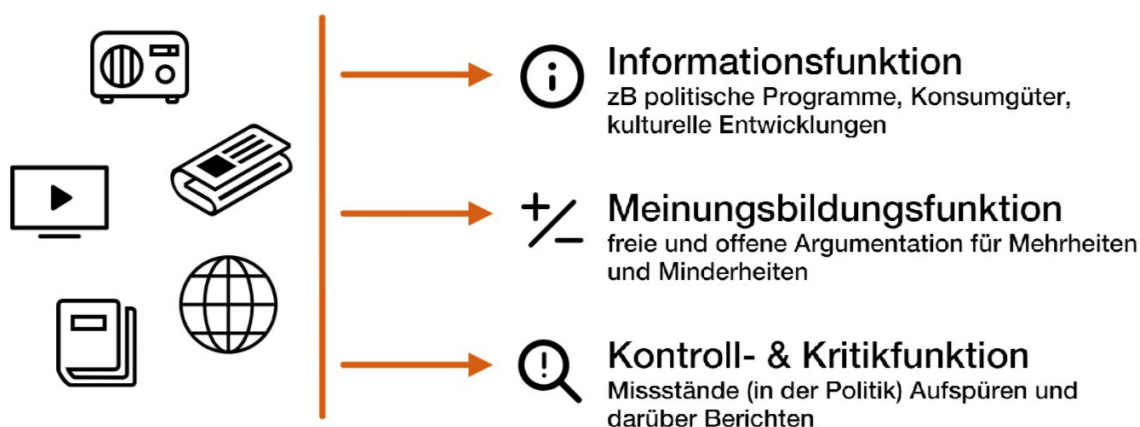 Informationsfunktion
zB politische Programme, Konsumgüter,
kulturelle Entwicklungen
Meinungsbildungsfunktion
freie und offene Argumentation für Mehrheiten
und Minderheiten
Kontroll- & Kritikfunktion
Missstände (in der Politik) Aufspüren und
darüber Berichten